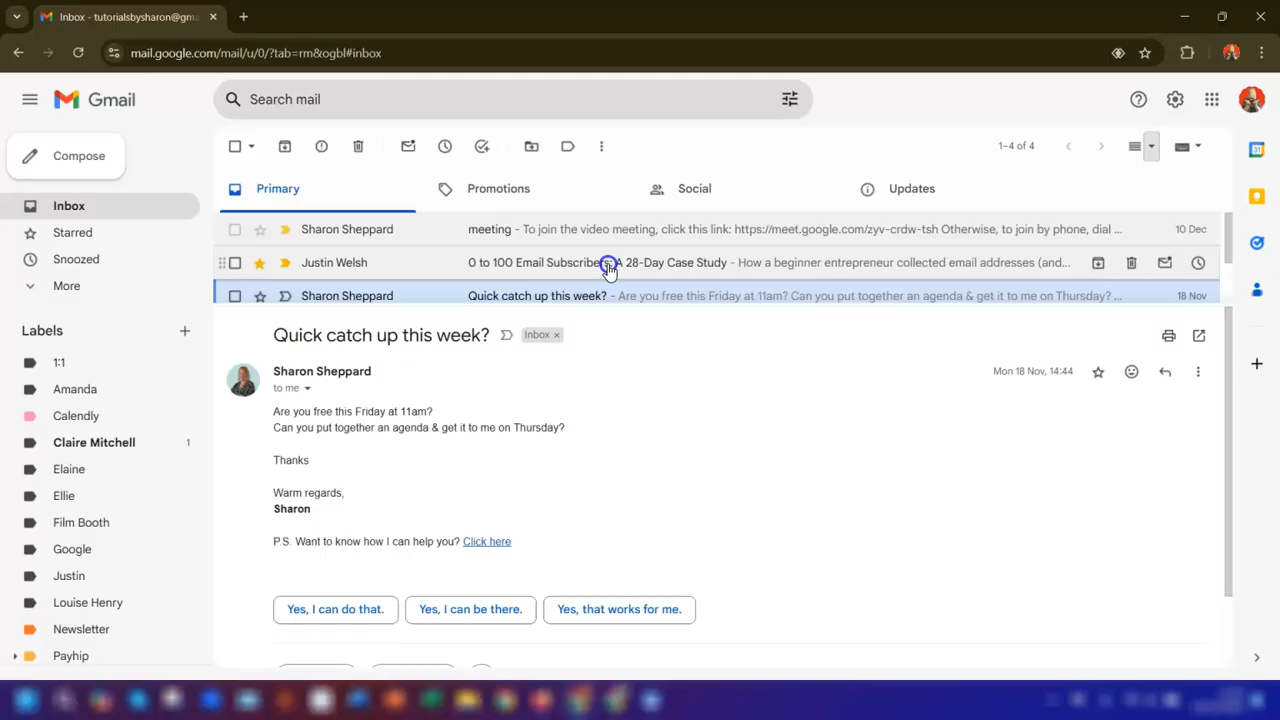 Inbox - tutorialsbysharon@gma
mail.google.com/mail/u/0/?tab=rm&ogbl#inbox
Gmail
Search mail
Compose
1–4 of 4
Inbox
Starred
Snoozed
More
Labels
1:1
Amanda
Calendly
Claire Mitchell 1
Elaine
Ellie
Film Booth
Google
Justin
Louise Henry
Newsletter
Payhip
Primary Promotions Social Updates
Sharon Sheppard meeting - To join the video meeting, click this link: https://meet.google.com/zyv-crdw-tsh Otherwise, to join by phone, dial ... 10 Dec
Justin Welsh 0 to 100 Email Subscribers: A 28-Day Case Study - How a beginner entrepreneur collected email addresses (and...
Sharon Sheppard Quick catch up this week? - Are you free this Friday at 11am? Can you put together an agenda & get it to me on Thursday? ... 18 Nov
Quick catch up this week? Inbox ×
Sharon Sheppard Mon 18 Nov, 14:44
to me
Are you free this Friday at 11am?
Can you put together an agenda & get it to me on Thursday?
Thanks
Warm regards,
Sharon
P.S. Want to know how I can help you? Click here
Yes, I can do that. Yes, I can be there. Yes, that works for me.